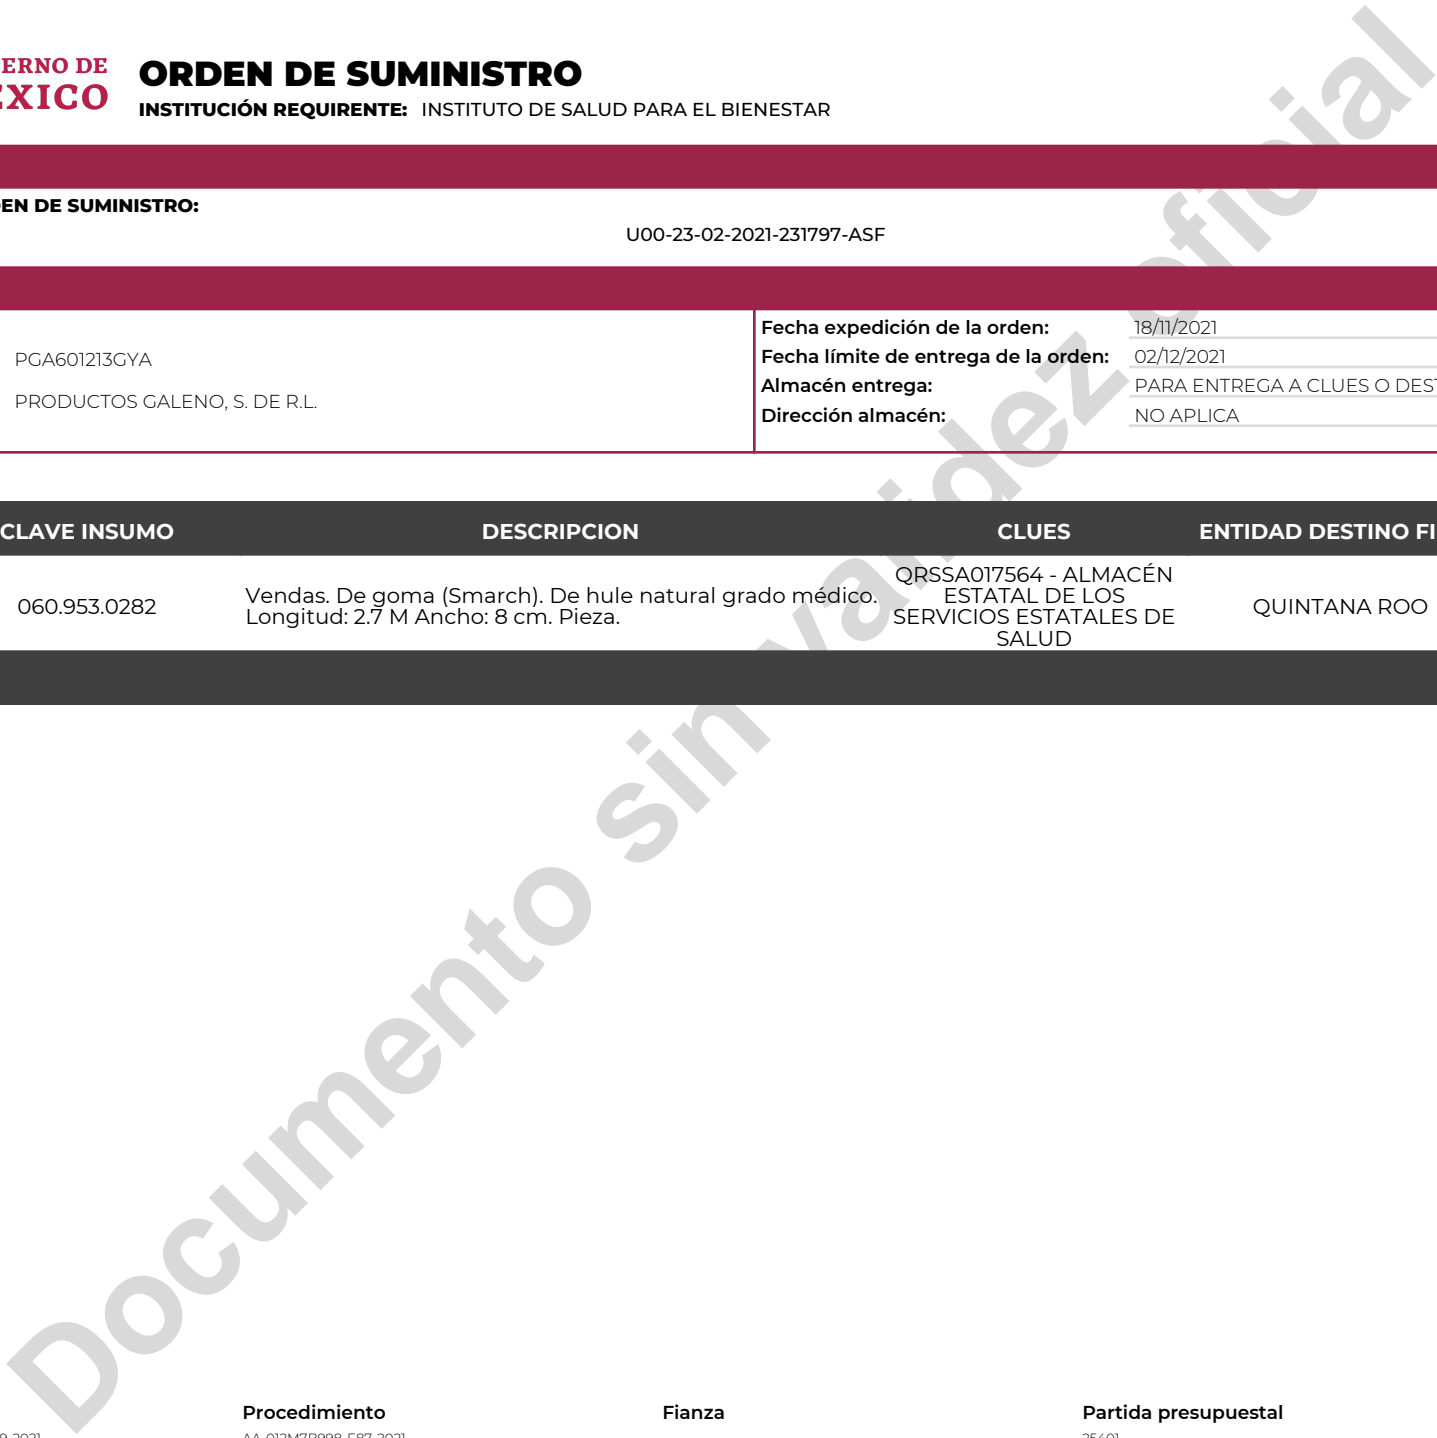 ERNO DE
EXICO
ORDEN DE SUMINISTRO
INSTITUCIÓN REQUIRENTE: INSTITUTO DE SALUD PARA EL BIENESTAR
EN DE SUMINISTRO:
U00-23-02-2021-231797-ASF
PGA601213GYA
PRODUCTOS GALENO, S. DE R.L.
Fecha expedición de la orden: 18/11/2021
Fecha límite de entrega de la orden: 02/12/2021
Almacén entrega: PARA ENTREGA A CLUES O DEST
Dirección almacén: NO APLICA
CLAVE INSUMO DESCRIPCION CLUES ENTIDAD DESTINO FI
060.953.0282
Vendas. De goma (Smarch). De hule natural grado médico.
Longitud: 2.7 M Ancho: 8 cm. Pieza.
QRSSA017564 - ALMACÉN
ESTATAL DE LOS
SERVICIOS ESTATALES DE
SALUD
QUINTANA ROO
Documento sin validez oficial
Procedimiento Fianza Partida presupuestal